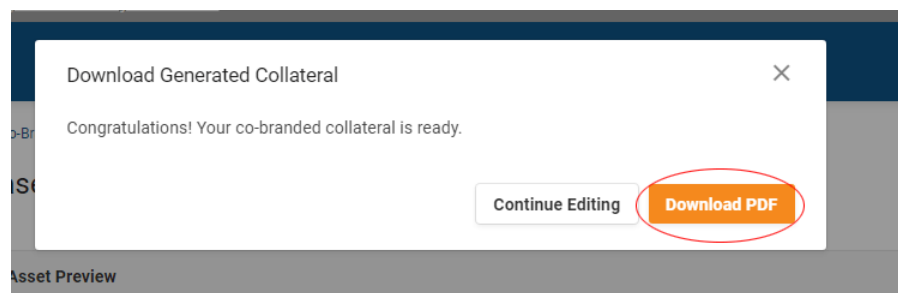 Download Generated Collateral
Congratulations! Your co-branded collateral is ready.
Continue Editing
Download PDF
Asset Preview